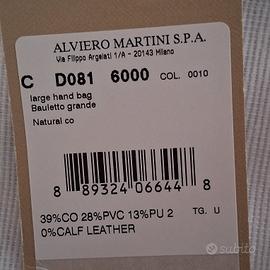 ALVIERO MARTINI S.P.A.
Via Filippo Argelati 1/A - 20143 Milano
C D081 6000 COL. 0010
large hand bag
Bauletto grande
Natural co
8 89324 06644 8
39%CO 28%PVC 13%PU 2 TG. U
0%CALF LEATHER
subito